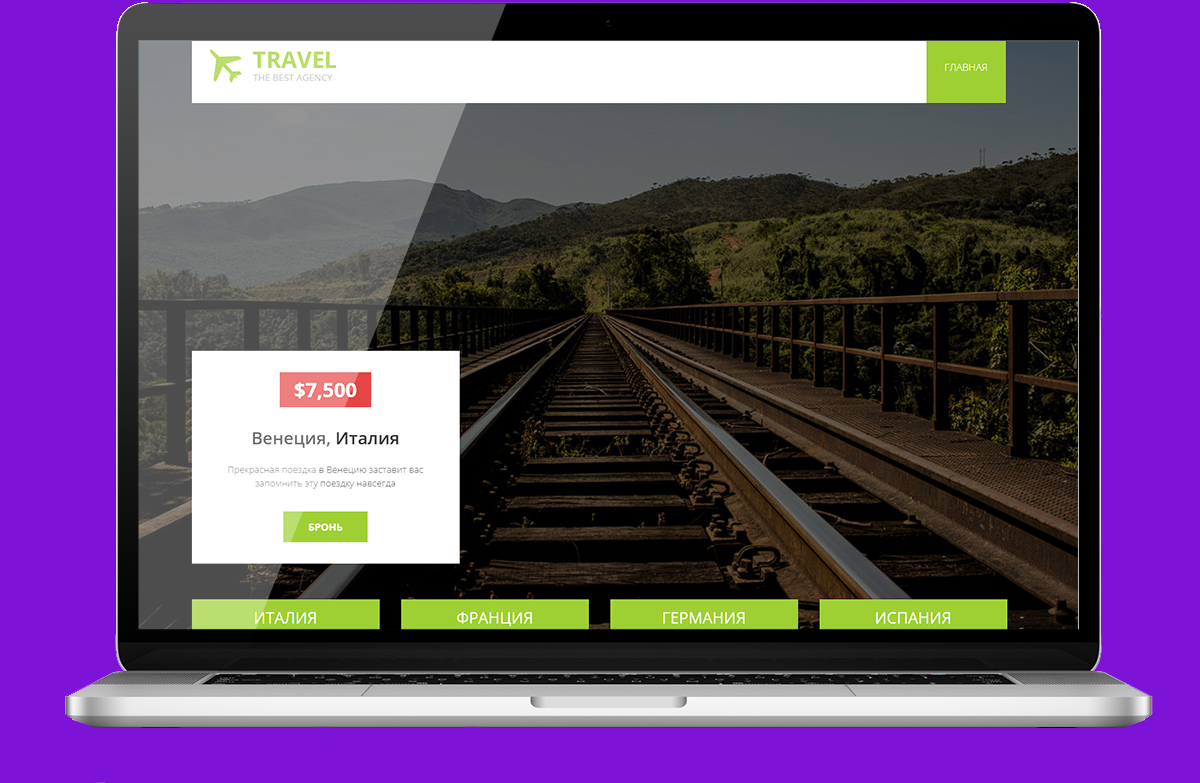 TRAVEL
THE BEST AGENCY
ГЛАВНАЯ
$7,500
Венеция, Италия
Прекрасная поездка в Венецию заставит вас
запомнить эту поездку навсегда
БРОНЬ
ИТАЛИЯ
ФРАНЦИЯ
ГЕРМАНИЯ
ИСПАНИЯ